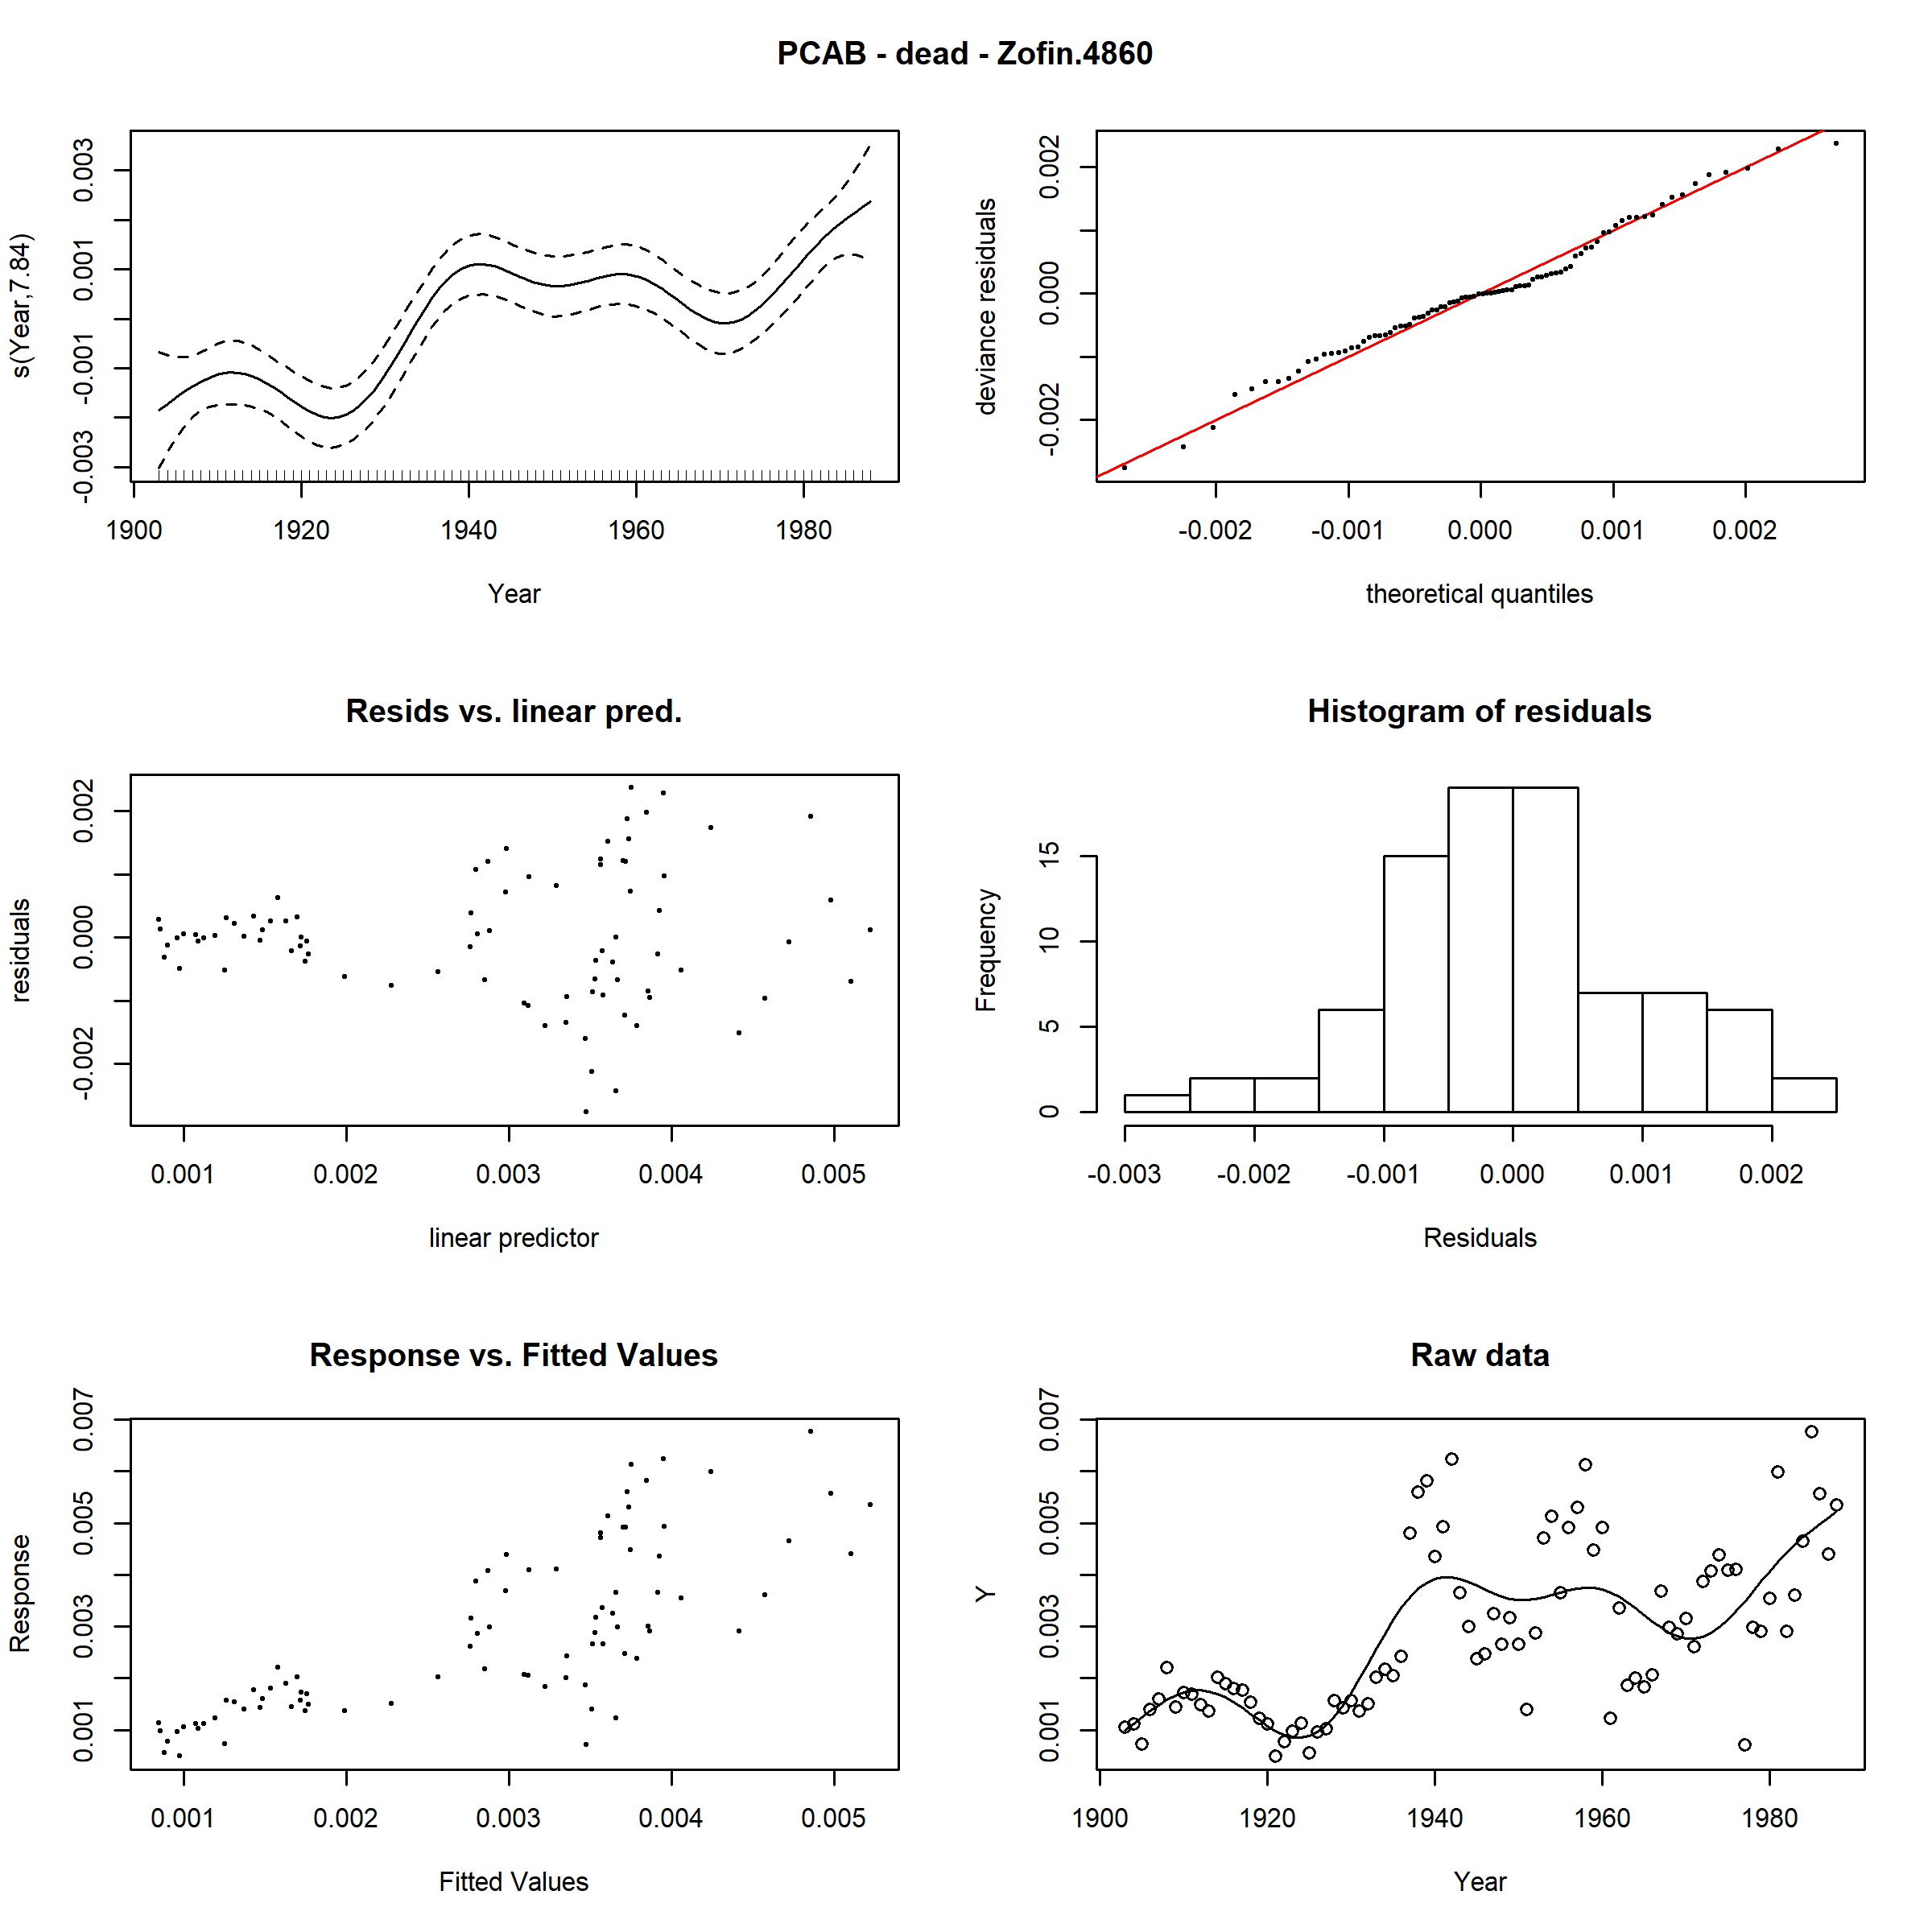 PCAB - dead - Zofin.4860
s(Year,7.84)
-0.003 -0.001 0.001 0.003
1900 1920 1940 1960 1980
Year
deviance residuals
-0.002 0.000 0.002
-0.002 -0.001 0.000 0.001 0.002
theoretical quantiles
Resids vs. linear pred.
residuals
-0.002 0.000 0.002
0.001 0.002 0.003 0.004 0.005
linear predictor
Histogram of residuals
Frequency
0 5 10 15
-0.003 -0.002 -0.001 0.000 0.001 0.002
Residuals
Response vs. Fitted Values
Response
0.001 0.003 0.005 0.007
0.001 0.002 0.003 0.004 0.005
Fitted Values
Raw data
Y
0.001 0.003 0.005 0.007
1900 1920 1940 1960 1980
Year